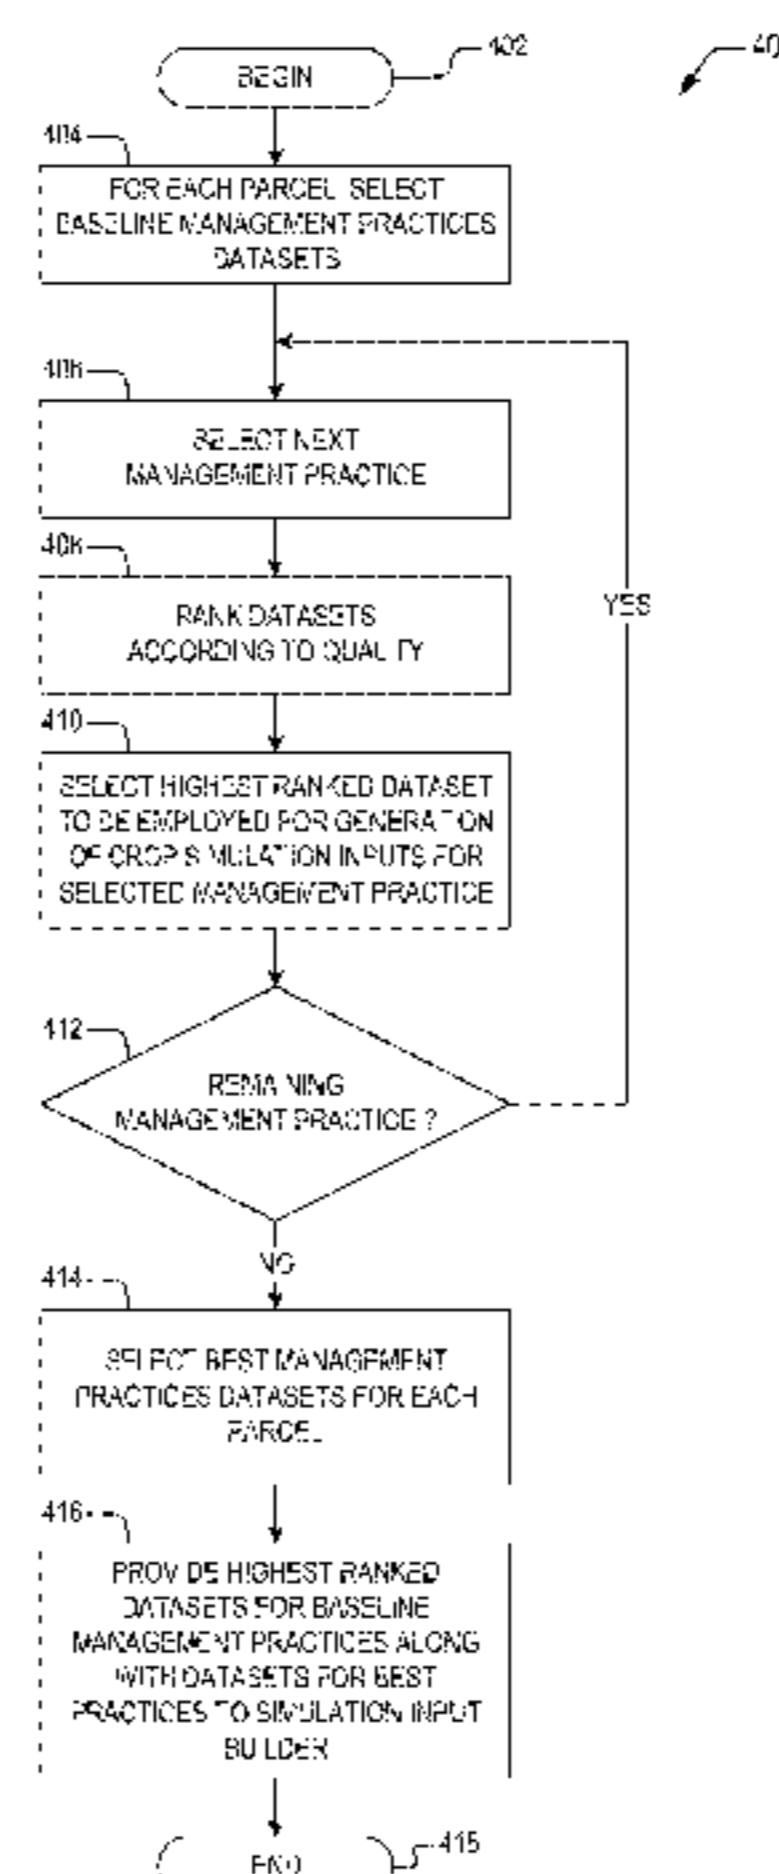 BEGIN
402
40
404
FOR EACH PARCEL SELECT
BASELINE MANAGEMENT PRACTICES
DATASETS
406
SELECT NEXT
MANAGEMENT PRACTICE
408
RANK DATASETS
ACCORDING TO QUALITY
YES
410
SELECT HIGHEST RANKED DATASET
TO BE EMPLOYED FOR GENERATION
OF CROP SIMULATION INPUTS FOR
SELECTED MANAGEMENT PRACTICE
412
REMAINING
MANAGEMENT PRACTICE ?
NO
414
SELECT BEST MANAGEMENT
PRACTICES DATASETS FOR EACH
PARCEL
416
PROVIDE HIGHEST RANKED
DATASETS FOR BASELINE
MANAGEMENT PRACTICES ALONG
WITH DATASETS FOR BEST
PRACTICES TO SIMULATION INPUT
BUILDER
END